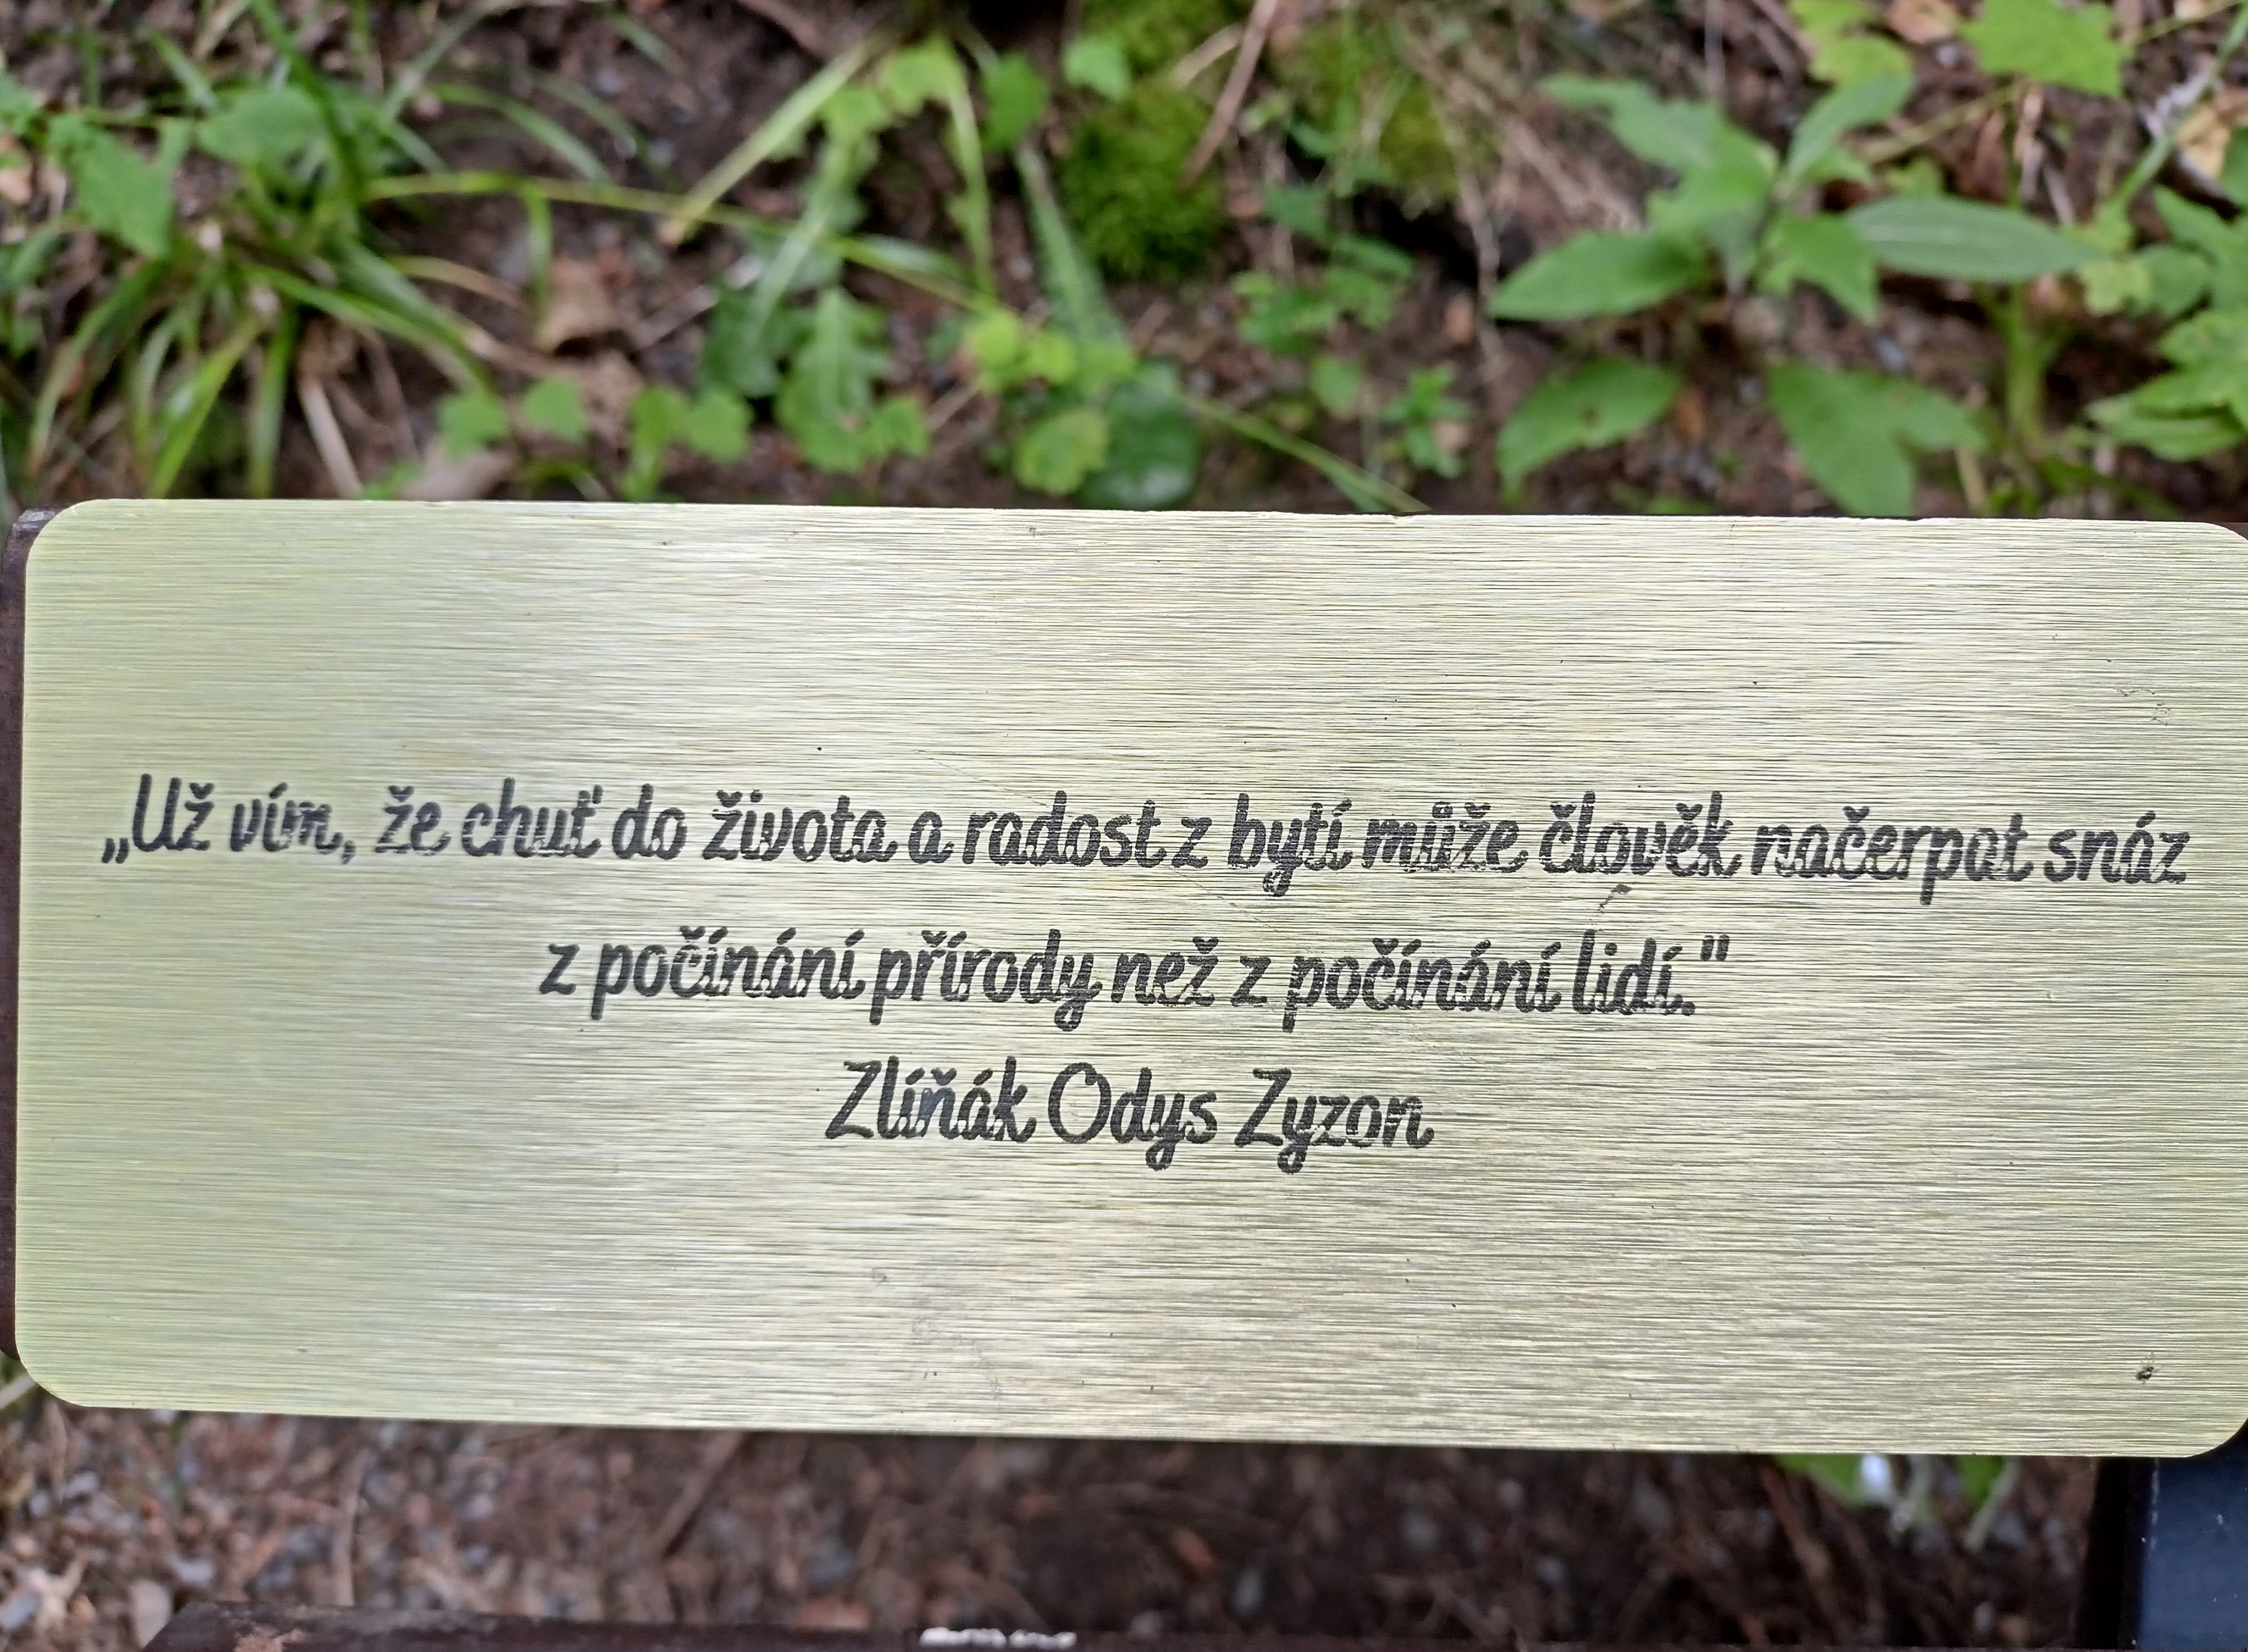 „Už vím, že chuť do života a radost z bytí může člověk načerpat snáz
z počínání přírody než z počínání lidí."
Zlíňák Odys Zyzon